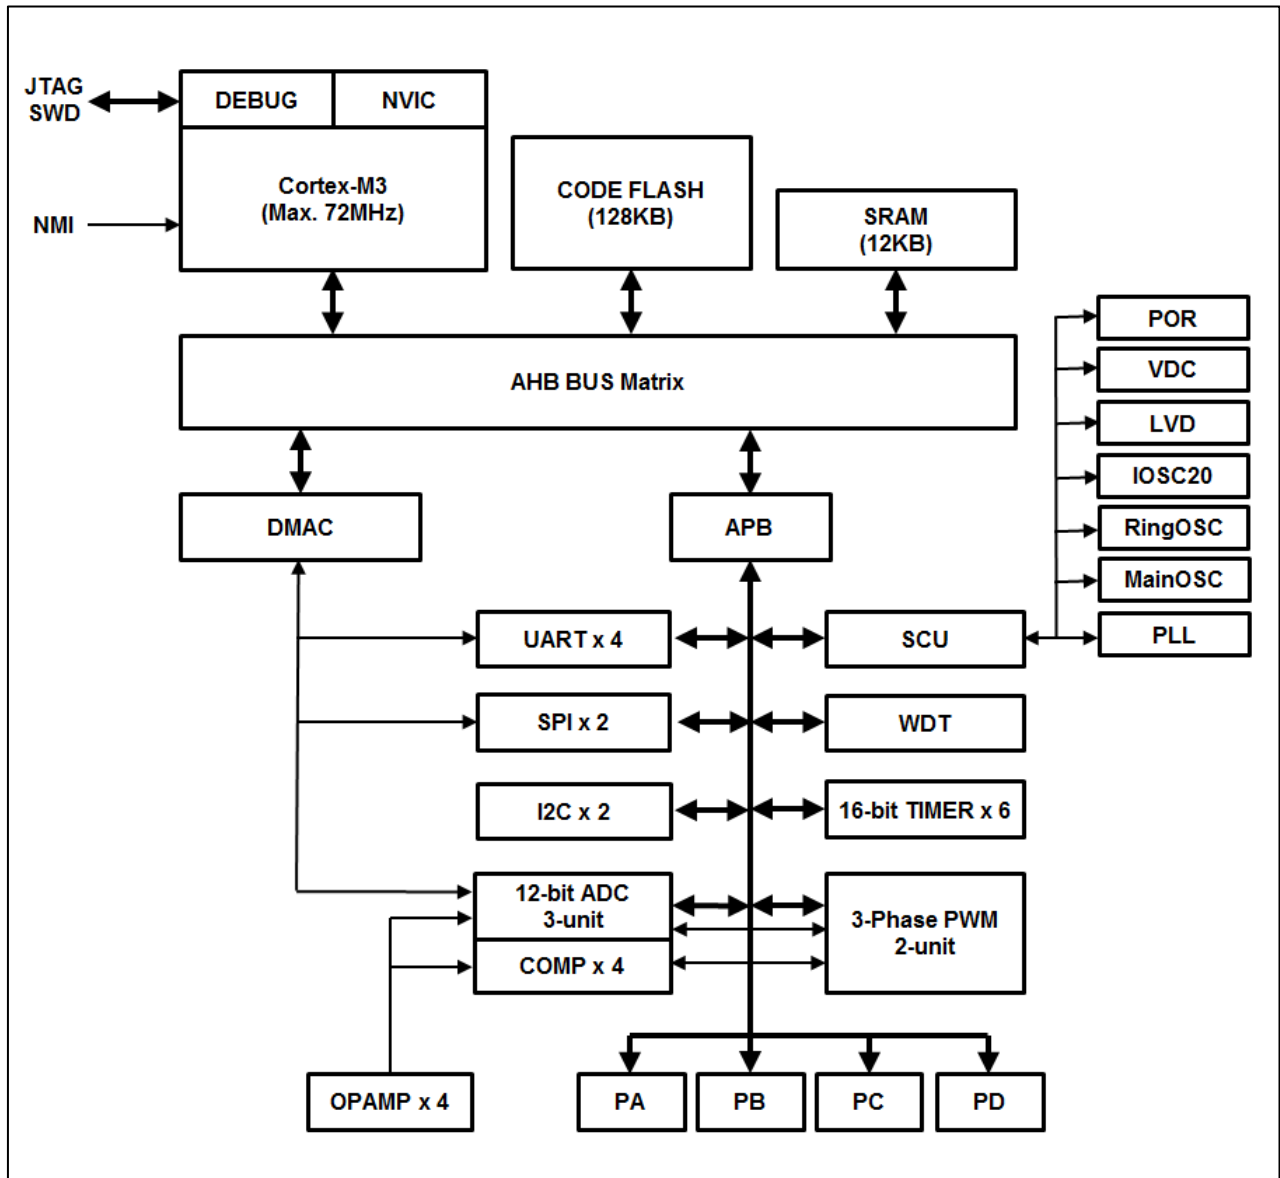 JTAG
SWD
DEBUG
NVIC
Cortex-M3
(Max. 72MHz)
NMI
CODE FLASH
(128KB)
SRAM
(12KB)
AHB BUS Matrix
POR
VDC
LVD
IOSC20
RingOSC
MainOSC
PLL
DMAC
APB
UART x 4
SCU
SPI x 2
WDT
I2C x 2
16-bit TIMER x 6
12-bit ADC
3-unit
COMP x 4
3-Phase PWM
2-unit
OPAMP x 4
PA
PB
PC
PD